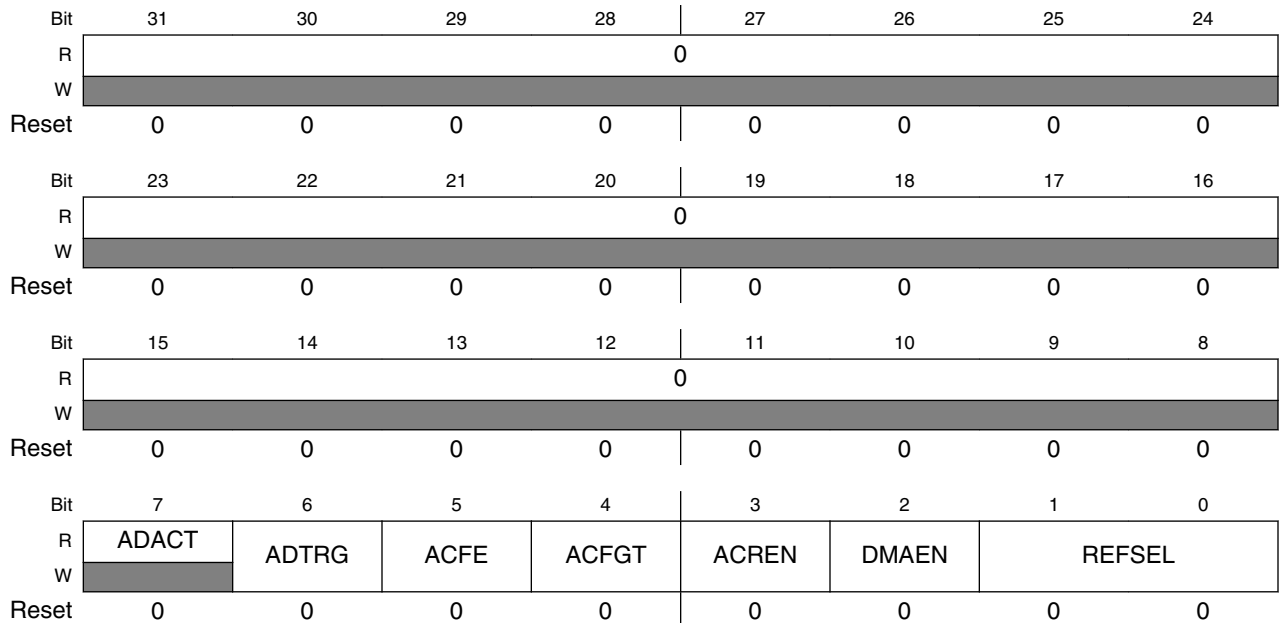 Bit 31 30 29 28 27 26 25 24
R 0
W
Reset 0 0 0 0 0 0 0 0
Bit 23 22 21 20 19 18 17 16
R 0
W
Reset 0 0 0 0 0 0 0 0
Bit 15 14 13 12 11 10 9 8
R 0
W
Reset 0 0 0 0 0 0 0 0
Bit 7 6 5 4 3 2 1 0
R ADACT ADTRG ACFE ACFGT ACREN DMAEN REFSEL
W
Reset 0 0 0 0 0 0 0 0